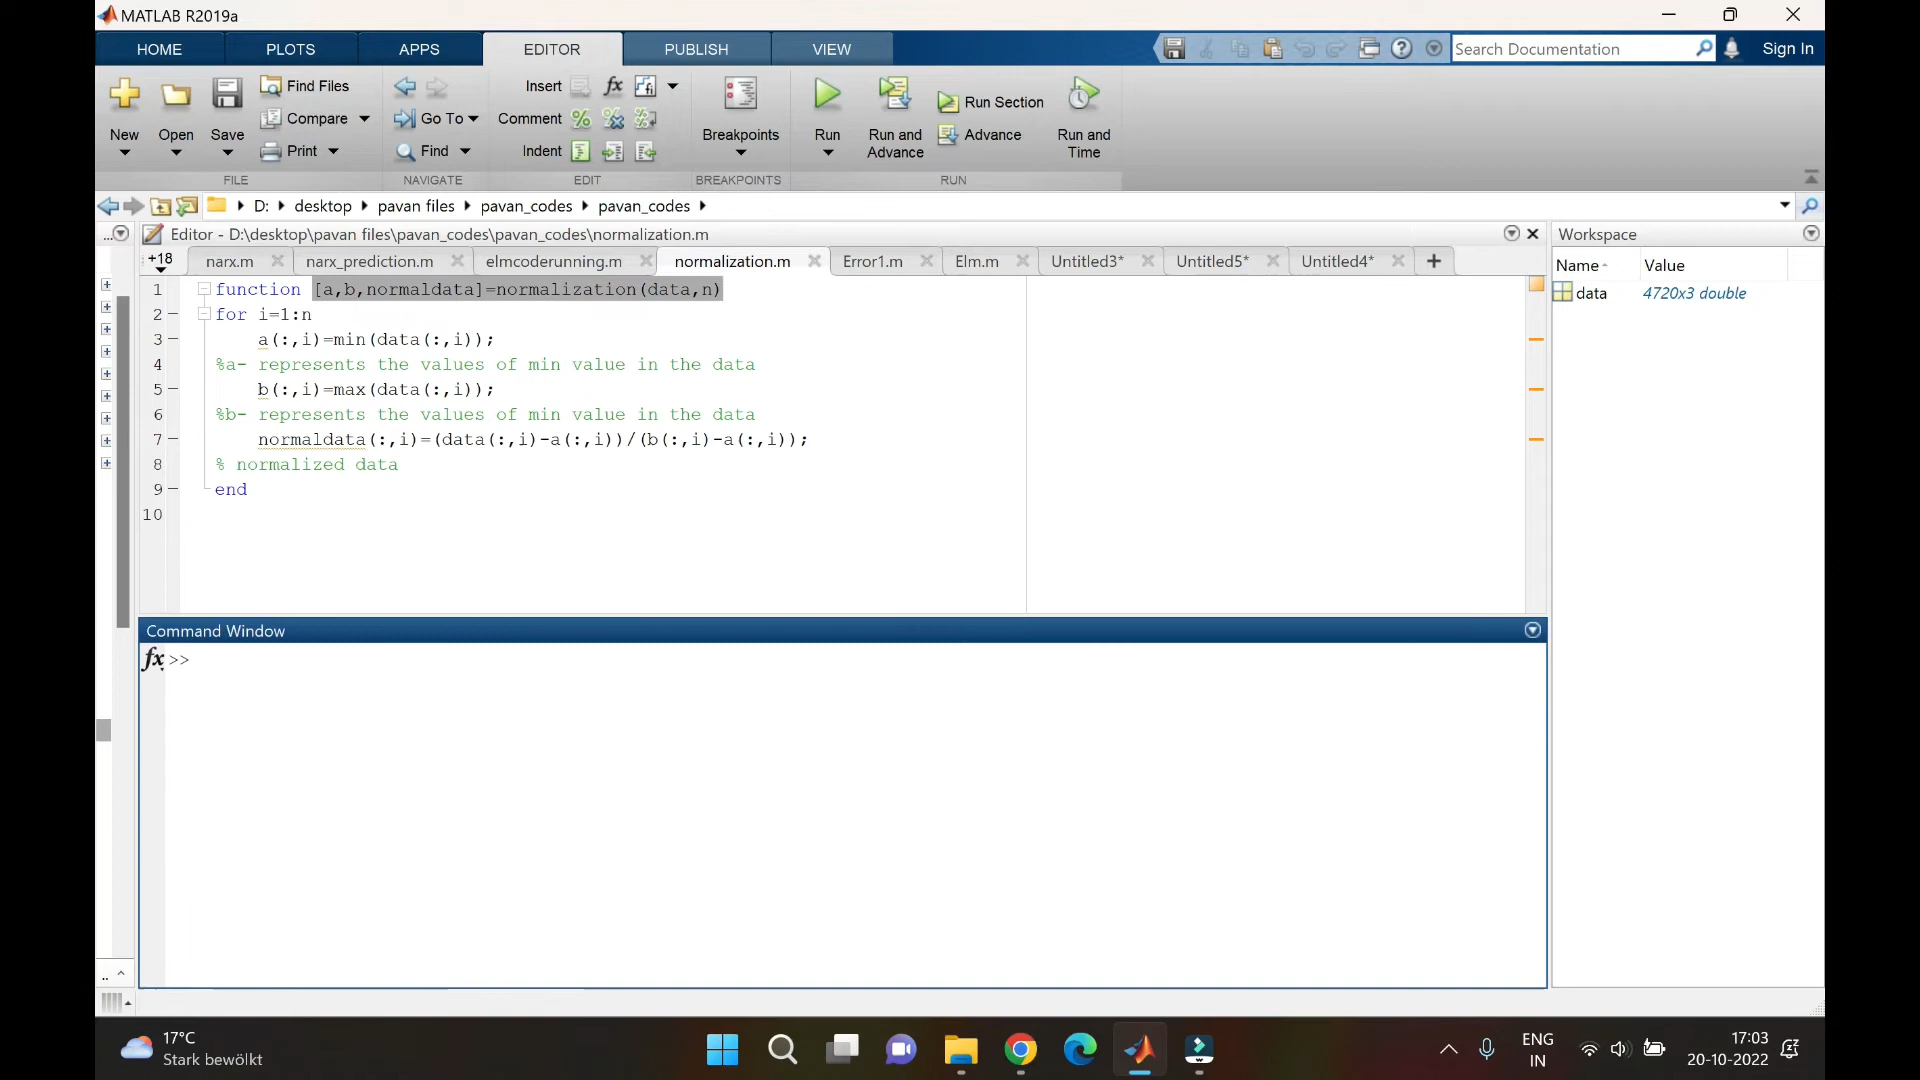 MATLAB R2019a
HOME PLOTS APPS EDITOR PUBLISH VIEW
Search Documentation
Sign In
Find Files
Insert fx
Compare
Go To
Comment
Run Section
New Open Save
Breakpoints
Run
Run and Advance
Advance
Run and Time
Print
Find
Indent
FILE NAVIGATE EDIT BREAKPOINTS RUN
D: desktop pavan files pavan_codes pavan_codes
... Editor - D:\desktop\pavan files\pavan_codes\pavan_codes\normalization.m
Workspace
+18 narx.m narx_prediction.m elmcoderunning.m normalization.m Error1.m Elm.m Untitled3* Untitled5* Untitled4* +
Name Value
data 4720x3 double
1 function [a,b,normaldata]=normalization(data,n)
2 for i=1:n
3 a(:,i)=min(data(:,i));
4 %a- represents the values of min value in the data
5 b(:,i)=max(data(:,i));
6 %b- represents the values of min value in the data
7 normaldata(:,i)=(data(:,i)-a(:,i))/(b(:,i)-a(:,i));
8 % normalized data
9 end
10
Command Window
fx >>
..
17°C
Stark bewölkt
ENG
IN
17:03
20-10-2022